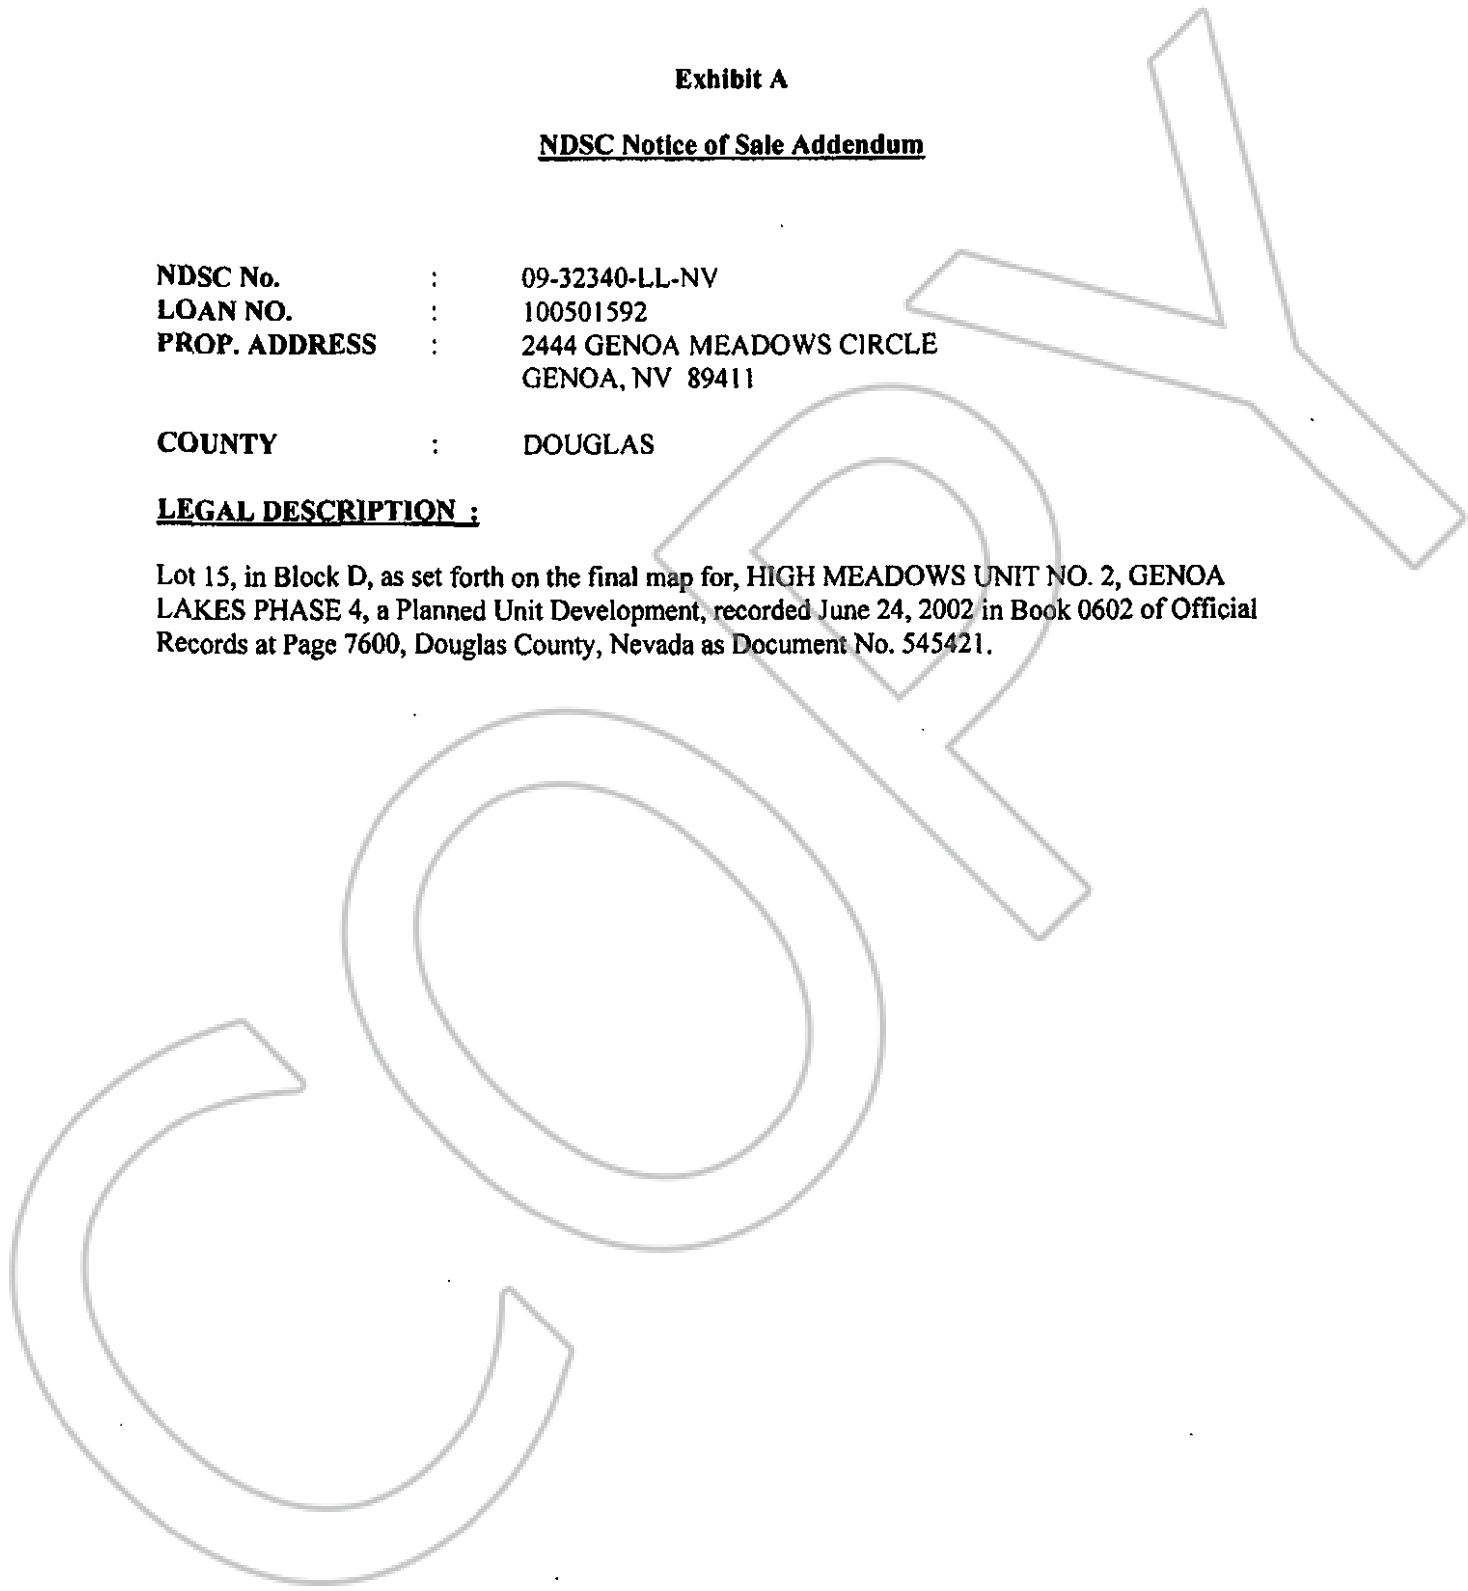 Exhibit A
NDSC Notice of Sale Addendum
NDSC No. : 09-32340-LL-NV
LOAN NO. : 100501592
PROP. ADDRESS : 2444 GENOA MEADOWS CIRCLE
GENOA, NV 89411
COUNTY : DOUGLAS
LEGAL DESCRIPTION :
Lot 15, in Block D, as set forth on the final map for, HIGH MEADOWS UNIT NO. 2, GENOA
LAKES PHASE 4, a Planned Unit Development, recorded June 24, 2002 in Book 0602 of Official
Records at Page 7600, Douglas County, Nevada as Document No. 545421.
COPY